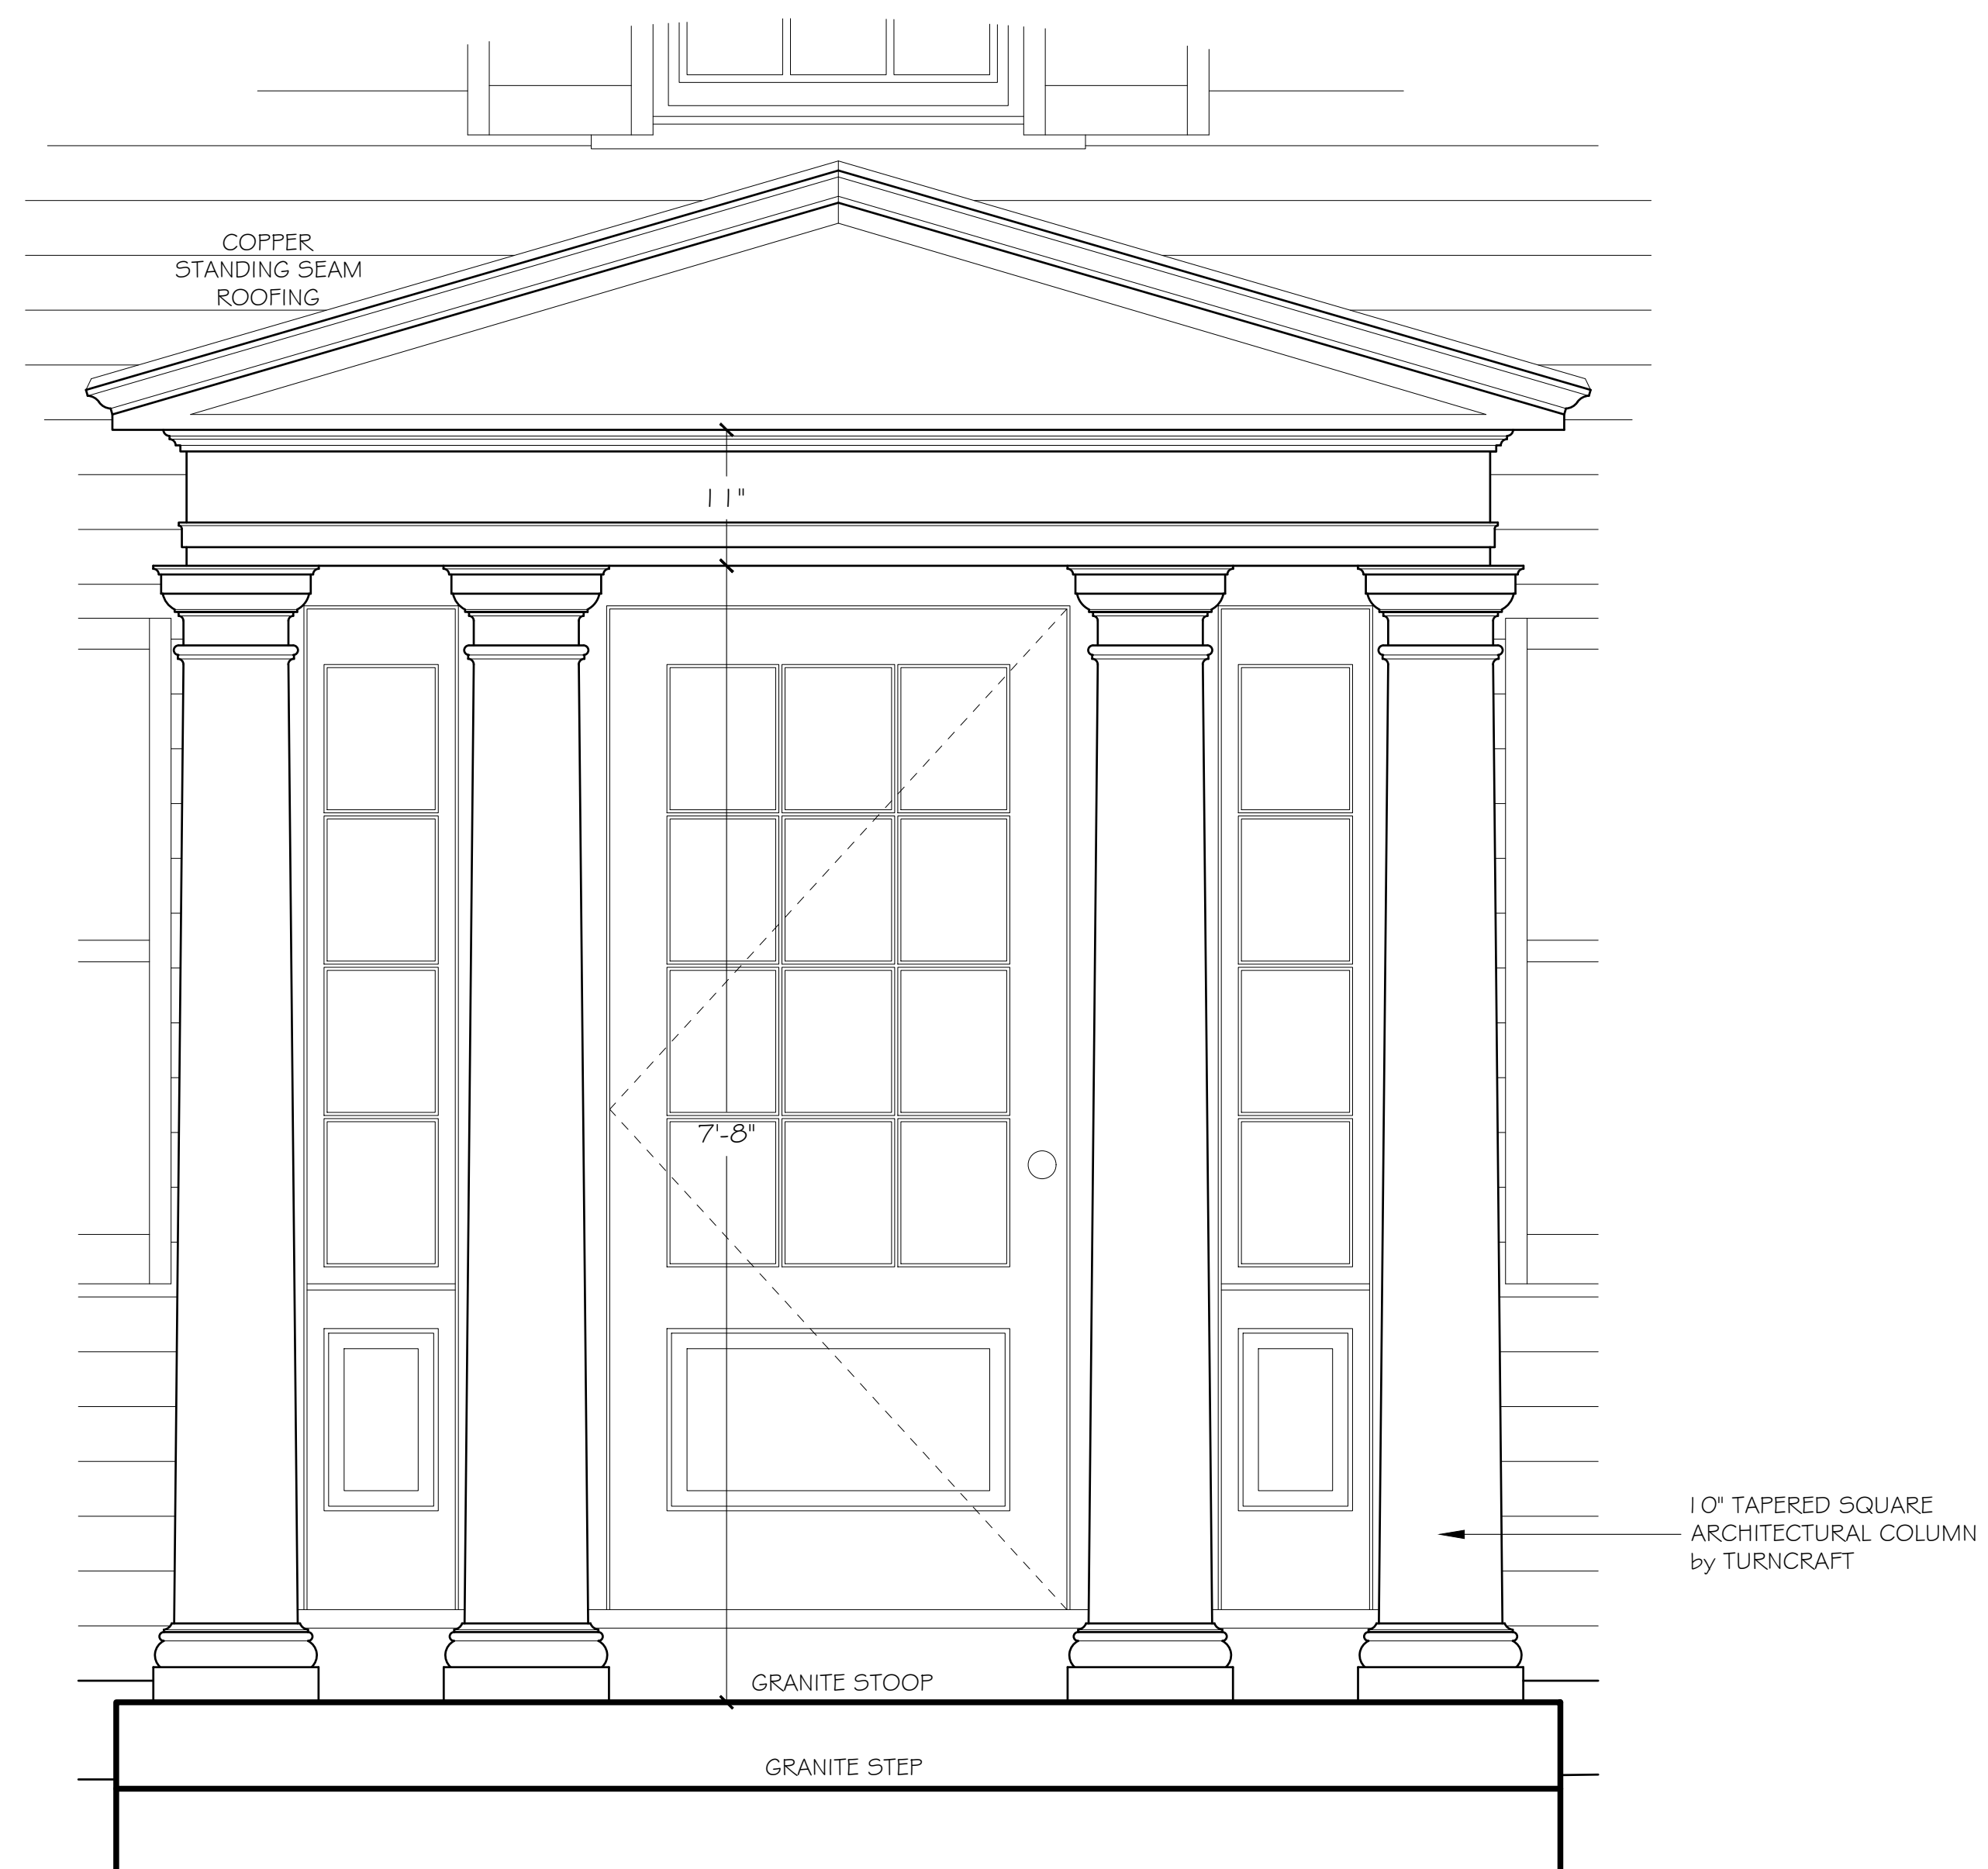 COPPER
STANDING SEAM
ROOFING
11"
7'-8"
10" TAPERED SQUARE
ARCHITECTURAL COLUMN
by TURNCRAFT
GRANITE STOOP
GRANITE STEP